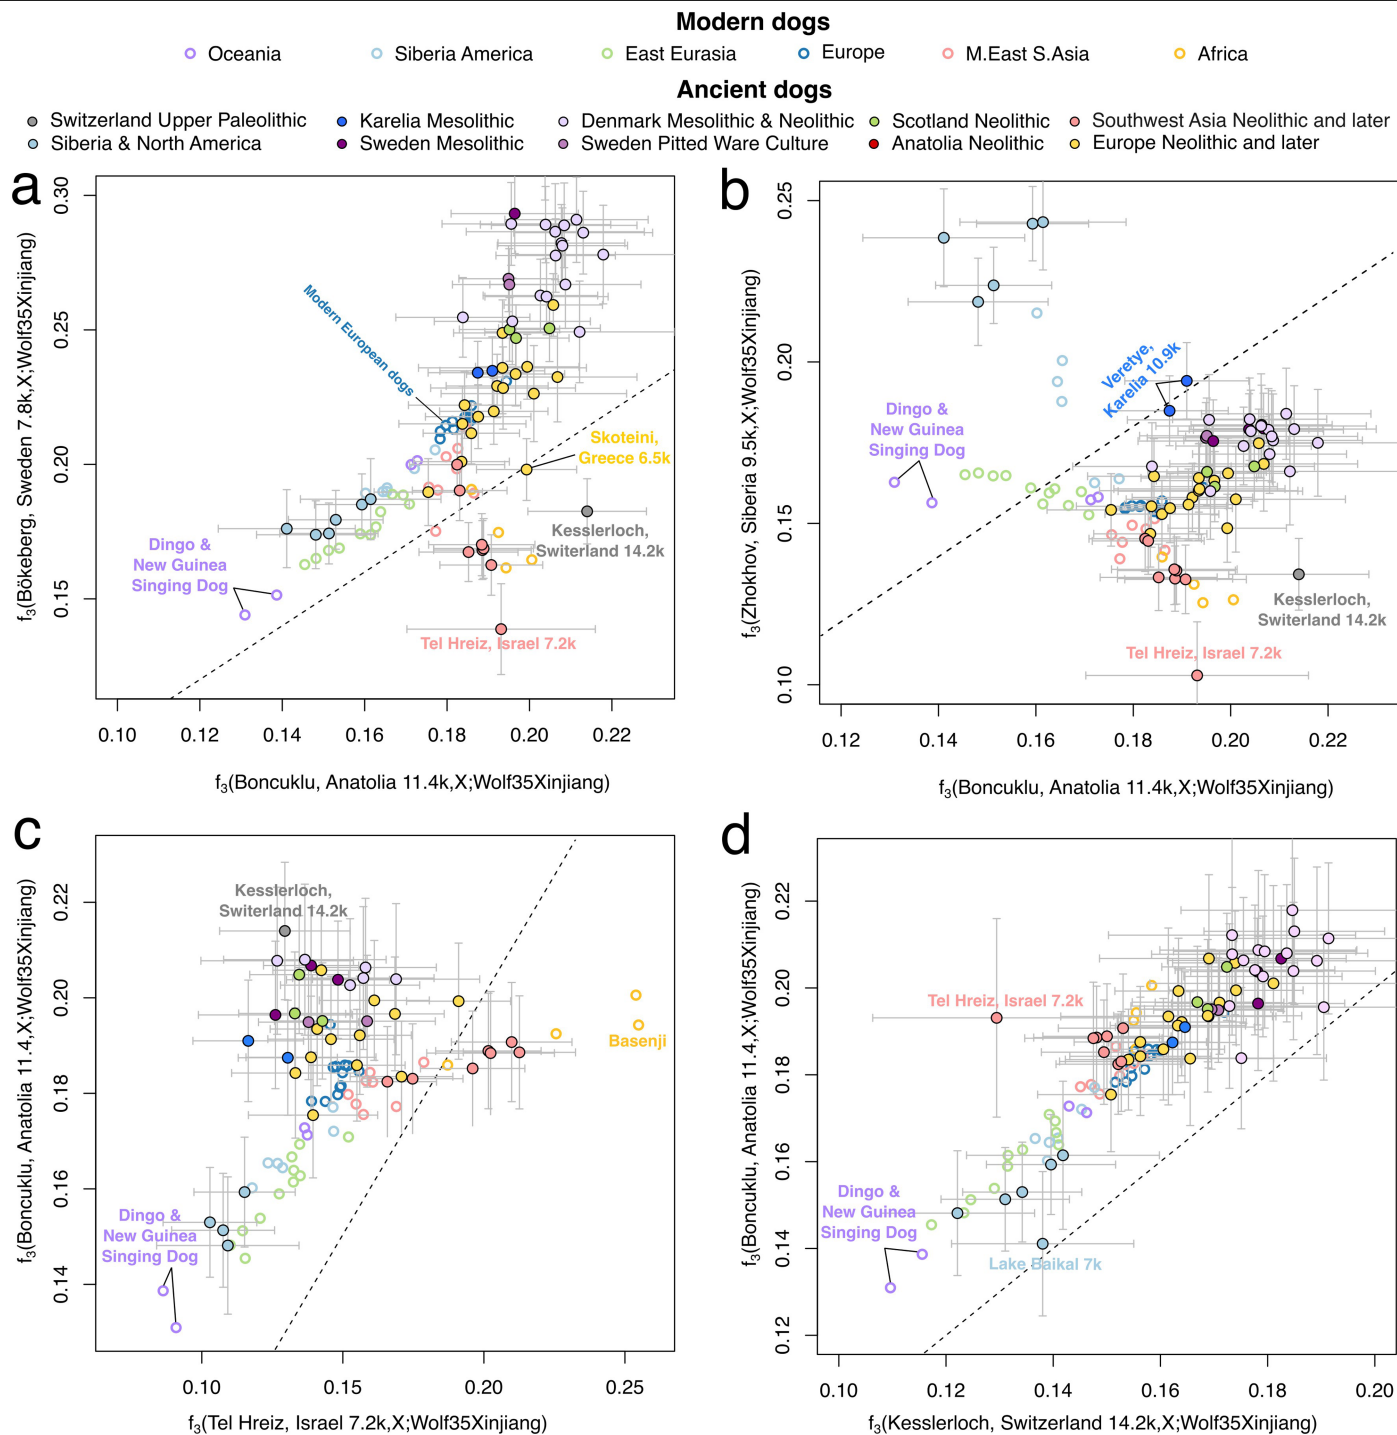 Modern dogs
Oceania Siberia America East Eurasia Europe M.East S.Asia Africa
Ancient dogs
Switzerland Upper Paleolithic Karelia Mesolithic Denmark Mesolithic & Neolithic Scotland Neolithic Southwest Asia Neolithic and later
Siberia & North America Sweden Mesolithic Sweden Pitted Ware Culture Anatolia Neolithic Europe Neolithic and later
a
f3(Bökeberg, Sweden 7.8k,X;Wolf35Xinjiang)
0.30
0.25
0.20
0.15
Modern European dogs
Skoteini,
Greece 6.5k
Kesslerloch,
Switerland 14.2k
Dingo &
New Guinea
Singing Dog
Tel Hreiz, Israel 7.2k
0.10 0.12 0.14 0.16 0.18 0.20 0.22
f3(Boncuklu, Anatolia 11.4k,X;Wolf35Xinjiang)
b
f3(Zhokhov, Siberia 9.5k,X;Wolf35Xinjiang)
0.25
0.20
0.15
0.10
Veretye,
Karelia 10.9k
Dingo &
New Guinea
Singing Dog
Kesslerloch,
Switerland 14.2k
Tel Hreiz, Israel 7.2k
0.12 0.14 0.16 0.18 0.20 0.22
f3(Boncuklu, Anatolia 11.4k,X;Wolf35Xinjiang)
c
f3(Boncuklu, Anatolia 11.4,X;Wolf35Xinjiang)
0.22
0.20
0.18
0.16
0.14
Kesslerloch,
Switerland 14.2k
Basenji
Dingo &
New Guinea
Singing Dog
0.10 0.15 0.20 0.25
f3(Tel Hreiz, Israel 7.2k,X;Wolf35Xinjiang)
d
f3(Boncuklu, Anatolia 11.4k,X;Wolf35Xinjiang)
0.22
0.20
0.18
0.16
0.14
0.12
Tel Hreiz, Israel 7.2k
Dingo &
New Guinea
Singing Dog
Lake Baikal 7k
0.10 0.12 0.14 0.16 0.18 0.20
f3(Kesslerloch, Switzerland 14.2k,X;Wolf35Xinjiang)